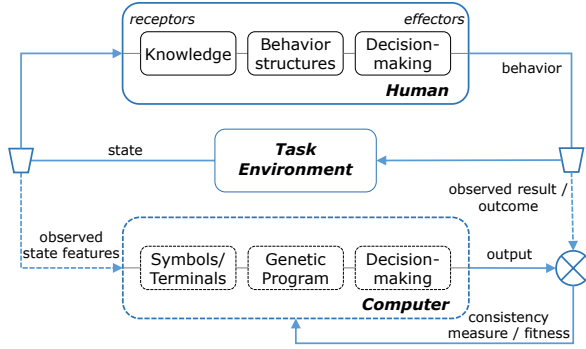 receptors
effectors
Knowledge
Behavior
structures
Decision-
making
Human
behavior
state
Task
Environment
observed result /
outcome
observed
state features
Symbols/
Terminals
Genetic
Program
Decision-
making
output
Computer
consistency
measure / fitness